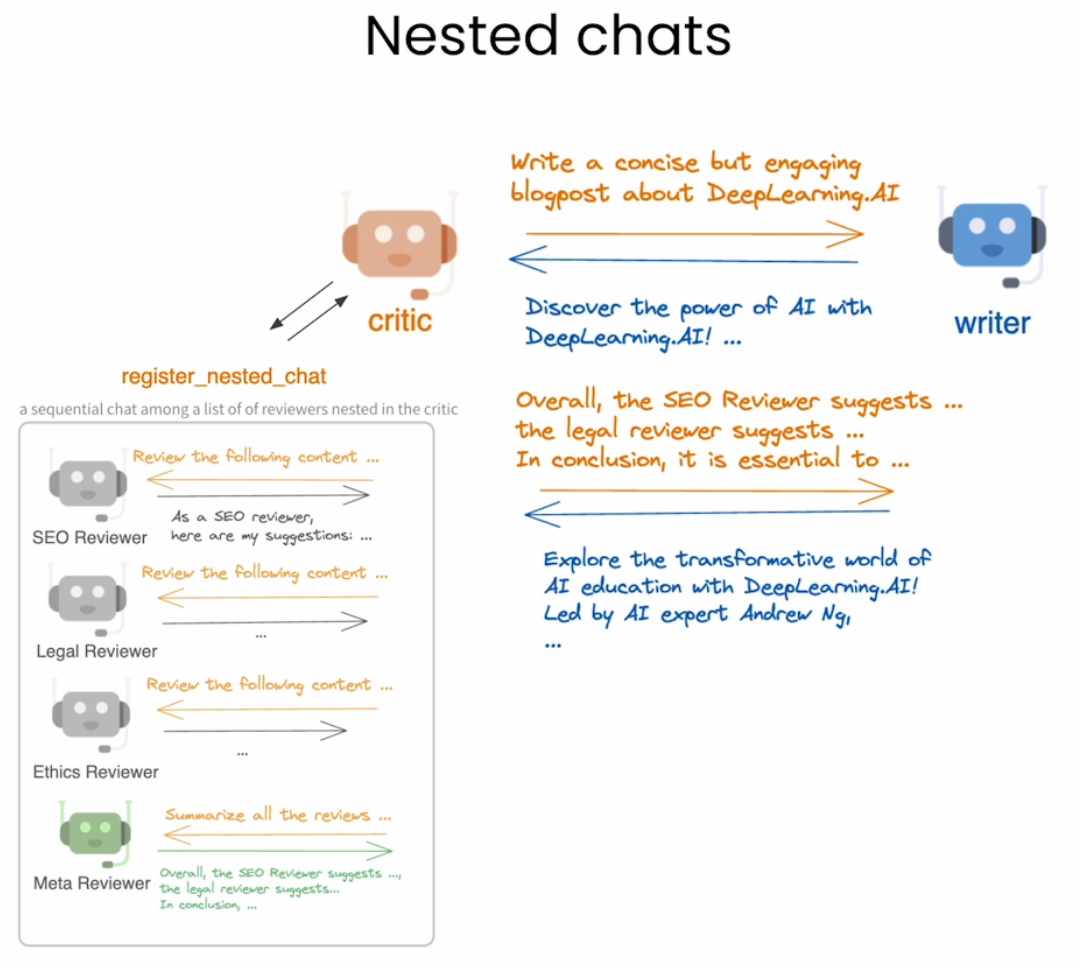 Nested chats
Write a concise but engaging
blogpost about DeepLearning.AI
Discover the power of AI with
DeepLearning.AI! ...
critic
writer
register_nested_chat
a sequential chat among a list of of reviewers nested in the critic
Overall, the SEO Reviewer suggests ...
the legal reviewer suggests ...
In conclusion, it is essential to ...
Explore the transformative world of
AI education with DeepLearning.AI!
Led by AI expert Andrew Ng,
...
Review the following content ...
As a SEO reviewer,
here are my suggestions: ...
SEO Reviewer
Review the following content ...
...
Legal Reviewer
Review the following content ...
...
Ethics Reviewer
Summarize all the reviews ...
Overall, the SEO Reviewer suggests ...,
the legal reviewer suggests...
In conclusion, ...
Meta Reviewer